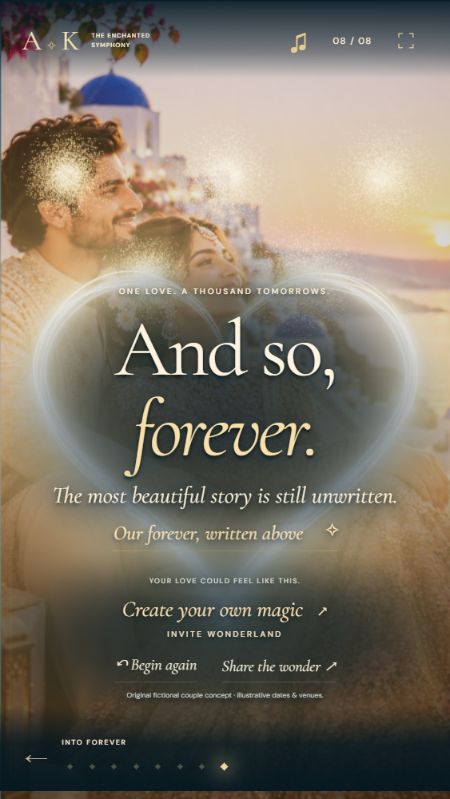 A K
THE ENCHANTED
SYMPHONY
08 / 08
ONE LOVE. A THOUSAND TOMORROWS.
And so,
forever.
The most beautiful story is still unwritten.
Our forever, written above
YOUR LOVE COULD FEEL LIKE THIS.
Create your own magic ↗
INVITE WONDERLAND
↶ Begin again
Share the wonder ↗
Original fictional couple concept · Illustrative dates & venues.
INTO FOREVER